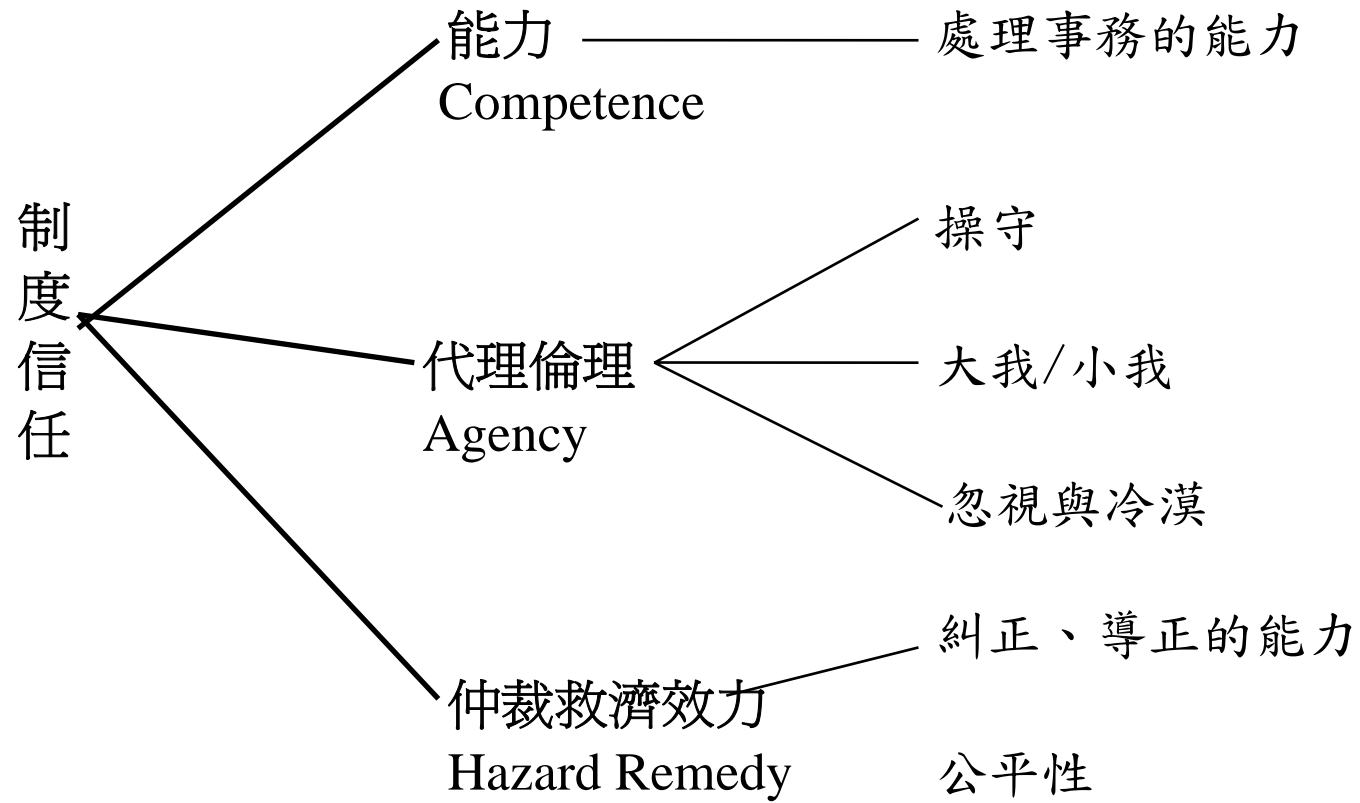 制度信任
能力
Competence
處理事務的能力
代理倫理
Agency
操守
大我/小我
忽視與冷漠
仲裁救濟效力
Hazard Remedy
糾正、導正的能力
公平性